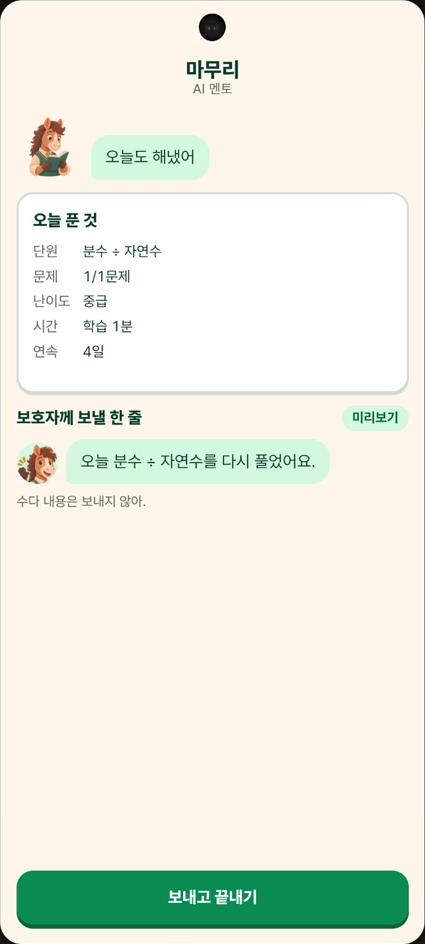 마무리
AI 멘토
오늘도 해냈어
오늘 푼 것
단원 분수 ÷ 자연수
문제 1/1문제
난이도 중급
시간 학습 1분
연속 4일
보호자께 보낼 한 줄
미리보기
오늘 분수 ÷ 자연수를 다시 풀었어요.
수다 내용은 보내지 않아.
보내고 끝내기